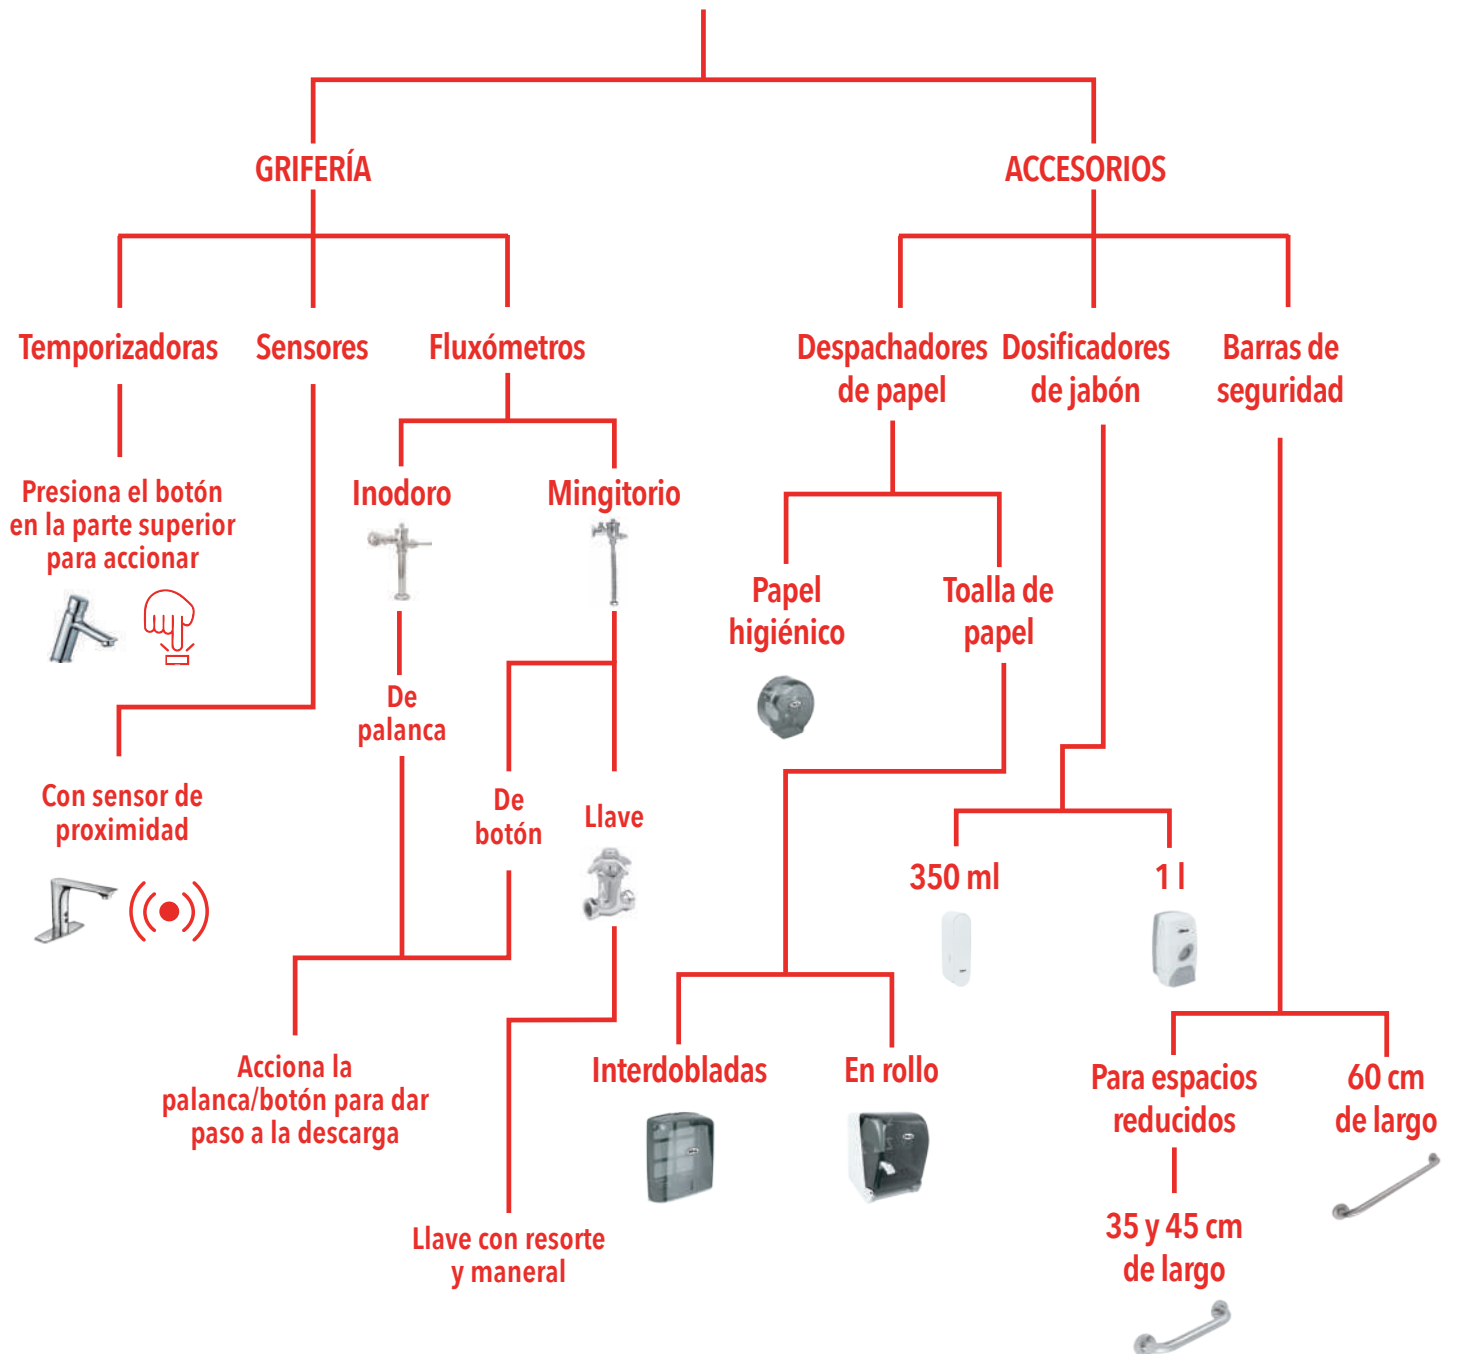 GRIFERÍA
ACCESORIOS
Temporizadoras
Sensores
Fluxómetros
Despachadores
de papel
Dosificadores
de jabón
Barras de
seguridad
Presiona el botón
en la parte superior
para accionar
Inodoro
Mingitorio
Papel
higiénico
Toalla de
papel
De
palanca
Con sensor de
proximidad
De
botón
Llave
350 ml
1 l
Acciona la
palanca/botón para dar
paso a la descarga
Interdobladas
En rollo
Para espacios
reducidos
60 cm
de largo
Llave con resorte
y maneral
35 y 45 cm
de largo